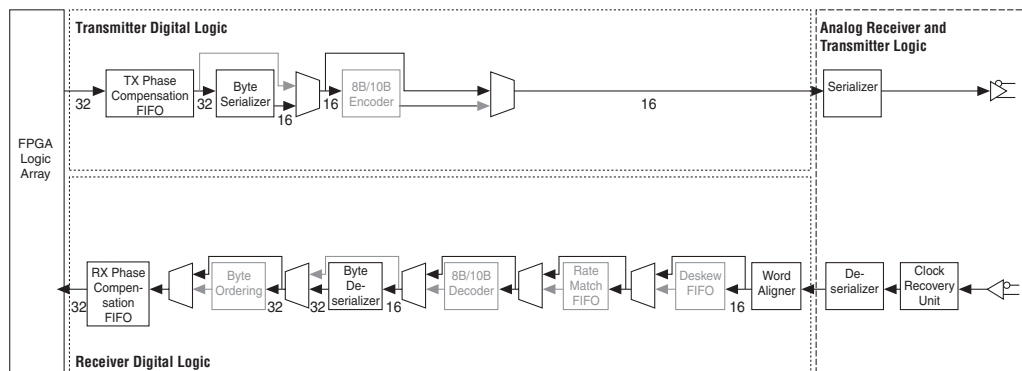 Transmitter Digital Logic
Analog Receiver and
Transmitter Logic
FPGA
Logic
Array
32
TX Phase
Compensation
FIFO
32
Byte
Serializer
16
16
8B/10B
Encoder
16
Serializer
32
RX Phase
Compen-
sation
FIFO
Byte
Ordering
32
32
Byte
De-
serializer
16
8B/10B
Decoder
Rate
Match
FIFO
Deskew
FIFO
16
Word
Aligner
De-
serializer
Clock
Recovery
Unit
Receiver Digital Logic